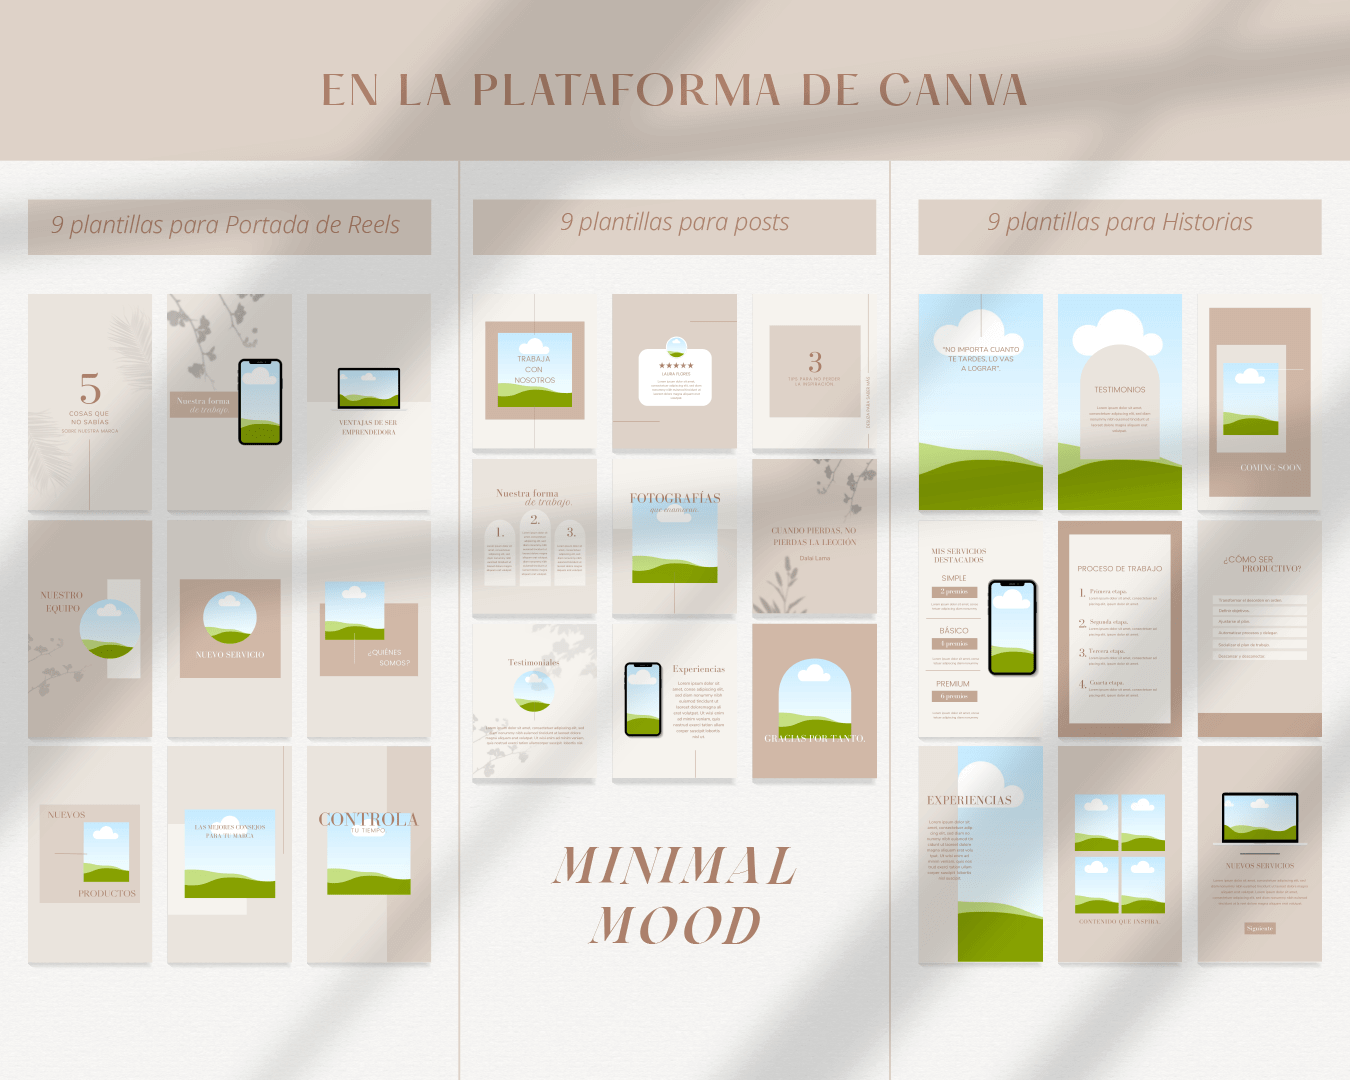 EN LA PLATAFORMA DE CANVA
9 plantillas para Portada de Reels
5
COSAS QUE
NO SABÍAS
SOBRE NUESTRA MARCA
Nuestra forma
de trabajo.
VENTAJAS DE SER
EMPRENDEDORA
NUESTRO
EQUIPO
NUEVO SERVICIO
¿QUIÉNES
SOMOS?
NUEVOS
PRODUCTOS
LAS MEJORES CONSEJOS
PARA TU MARCA
CONTROLA
TU TIEMPO
9 plantillas para posts
TRABAJA
CON
NOSOTROS
★★★★★
LAURA FLORES
3
TIPS PARA NO PERDER
LA INSPIRACIÓN
Nuestra forma
de trabajo.
1.
2.
3.
FOTOGRAFÍAS
que enamoran.
CUANDO PIERDAS, NO
PIERDAS LA LECCIÓN
Dalai Lama
Testimoniales
Experiencias
GRACIAS POR TANTO.
MINIMAL
MOOD
9 plantillas para Historias
"NO IMPORTA CUANTO
TE TARDES, LO VAS
A LOGRAR".
TESTIMONIOS
COMING SOON
MIS SERVICIOS
DESTACADOS
SIMPLE
2 premios
BÁSICO
4 premios
PREMIUM
6 premios
PROCESO DE TRABAJO
1. Primera etapa.
2. Segunda etapa.
3. Tercera etapa.
4. Cuarta etapa.
¿CÓMO SER
PRODUCTIVO?
EXPERIENCIAS
CONTENIDO QUE INSPIRA
NUEVOS SERVICIOS
Siguiente